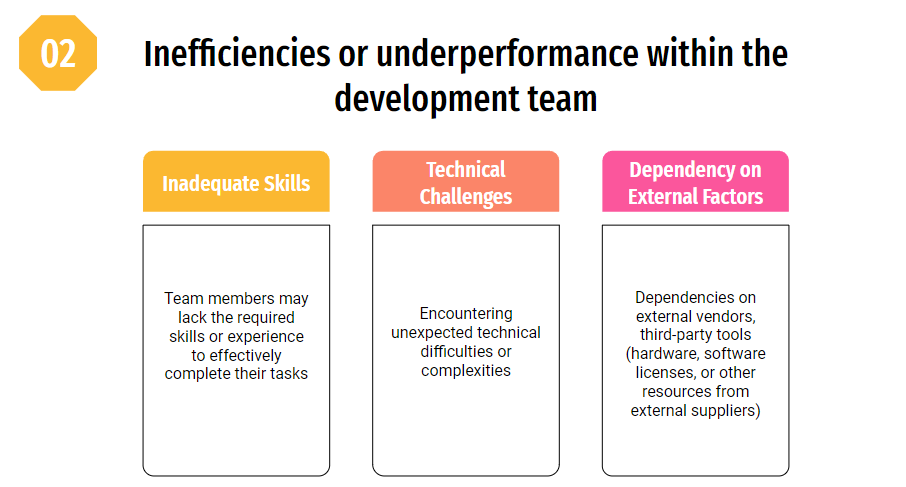 02
Inefficiencies or underperformance within the
development team
Inadequate Skills
Team members may
lack the required
skills or experience
to effectively
complete their tasks
Technical
Challenges
Encountering
unexpected technical
difficulties or
complexities
Dependency on
External Factors
Dependencies on
external vendors,
third-party tools
(hardware, software
licenses, or other
resources from
external suppliers)